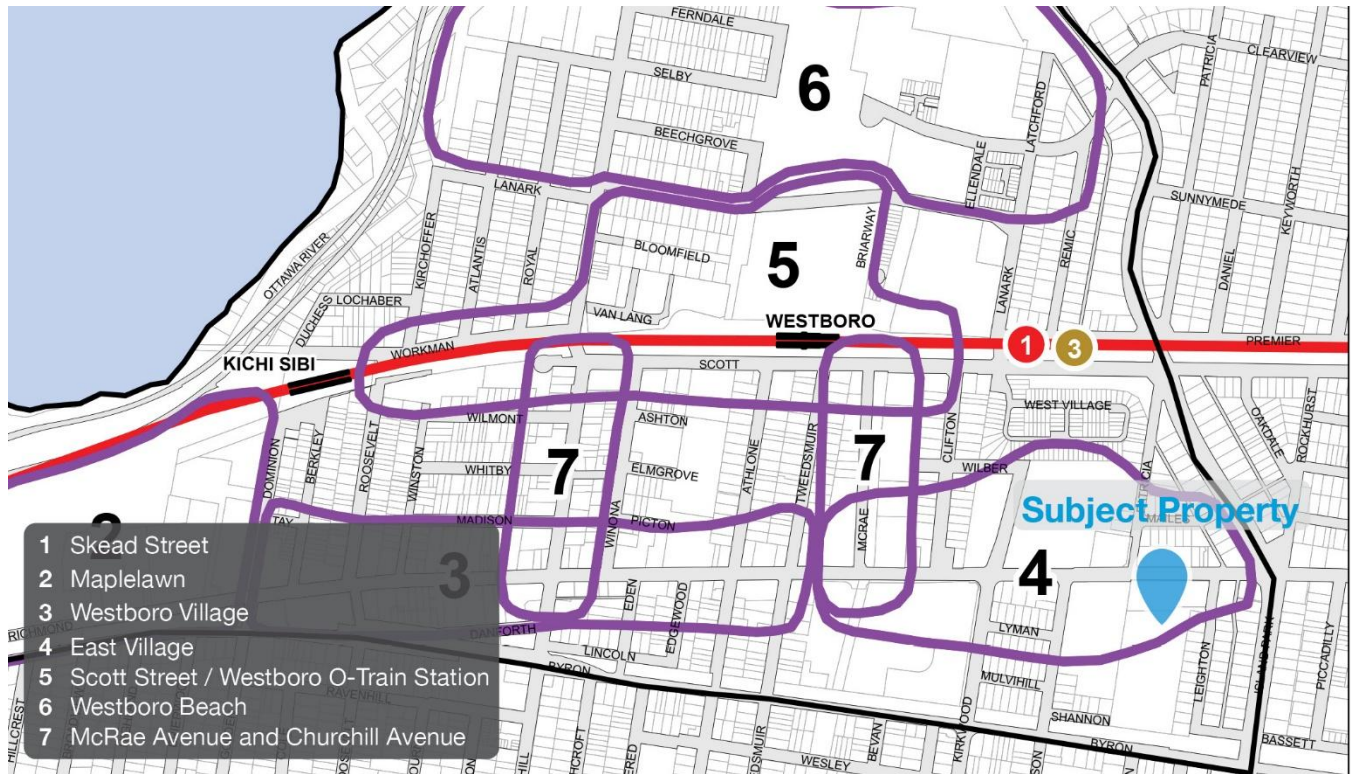 FERNDALE
SELBY
BEECHGROVE
6
LATCHFORD
ELLENDALE
PATRICIA
CLEARVIEW
SUNNYMEDE
KEYWORTH
DANIEL
REMIC
LANARK
LANARK
OTTAWA RIVER
KIRCHOFFER
ATLANTIS
ROYAL
BLOOMFIELD
5
BRIARWAY
DUCHESS
LOCHABER
VAN LANG
WESTBORO
1
3
PREMIER
KICHI SIBI
WORKMAN
SCOTT
WEST VILLAGE
OAKDALE
ROCKHURST
WILMONT
ASHTON
DOMINION
BERKLEY
ROOSEVELT
WINSTON
WHITBY
7
ELMGROVE
ATHLONE
TWEEDSMUIR
7
CLIFTON
WILBER
MCRAE
WINONA
Subject Property
2
TAY
MADISON
PICTON
3
4
EDEN
EDGEWOOD
RICHMOND
DANFORTH
LINCOLN
BYRON
LYMAN
MULVIHILL
LEIGHTON
ISLAND PARK
PICCADILLY
SHANNON
BYRON
BASSETT
KIRKWOOD
BEVAN
WESLEY
RAVENHILL
HILLCREST
1 Skead Street
2 Maplelawn
3 Westboro Village
4 East Village
5 Scott Street / Westboro O-Train Station
6 Westboro Beach
7 McRae Avenue and Churchill Avenue